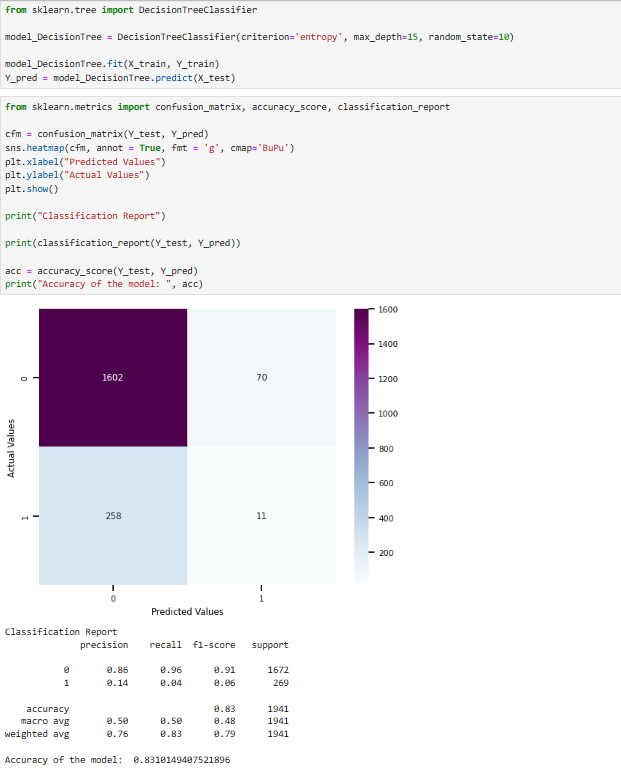 from sklearn.tree import DecisionTreeClassifier
model_DecisionTree = DecisionTreeClassifier(criterion='entropy', max_depth=15, random_state=10)
model_DecisionTree.fit(X_train, Y_train)
Y_pred = model_DecisionTree.predict(X_test)
from sklearn.metrics import confusion_matrix, accuracy_score, classification_report
cfm = confusion_matrix(Y_test, Y_pred)
sns.heatmap(cfm, annot = True, fmt = 'g', cmap='BuPu')
plt.xlabel("Predicted Values")
plt.ylabel("Actual Values")
plt.show()
print("Classification Report")
print(classification_report(Y_test, Y_pred))
acc = accuracy_score(Y_test, Y_pred)
print("Accuracy of the model: ", acc)
1600
1400
0 1602 70 1200
1000
Actual Values
800
600
1 258 11
400
200
0 1
Predicted Values
Classification Report
precision recall f1-score support
0 0.86 0.96 0.91 1672
1 0.14 0.04 0.06 269
accuracy 0.83 1941
macro avg 0.50 0.50 0.48 1941
weighted avg 0.76 0.83 0.79 1941
Accuracy of the model:  0.8310149407521896